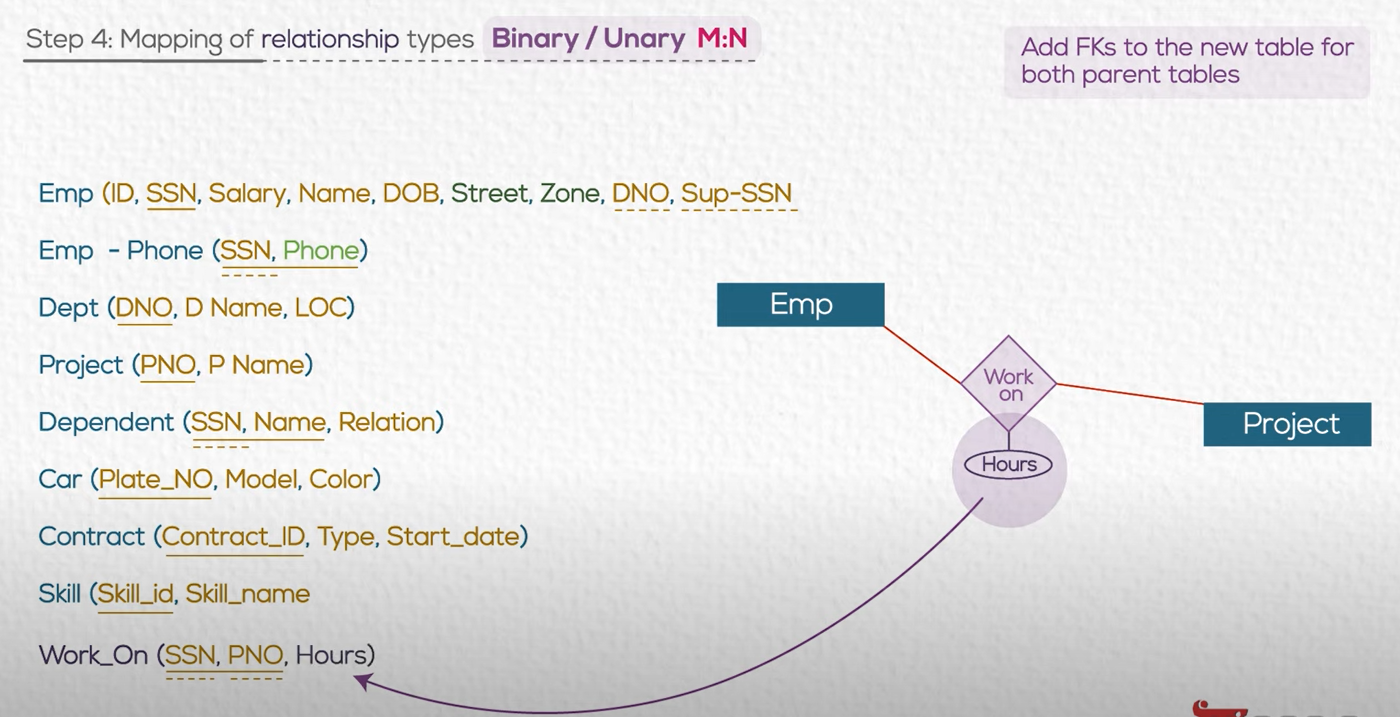 Step 4: Mapping of relationship types Binary / Unary M:N
Add FKs to the new table for
both parent tables
Emp (ID, SSN, Salary, Name, DOB, Street, Zone, DNO, Sup-SSN
Emp - Phone (SSN, Phone)
Dept (DNO, D Name, LOC)
Project (PNO, P Name)
Dependent (SSN, Name, Relation)
Car (Plate_NO, Model, Color)
Contract (Contract_ID, Type, Start_date)
Skill (Skill_id, Skill_name
Work_On (SSN, PNO, Hours)
Emp
Work
on
Project
Hours